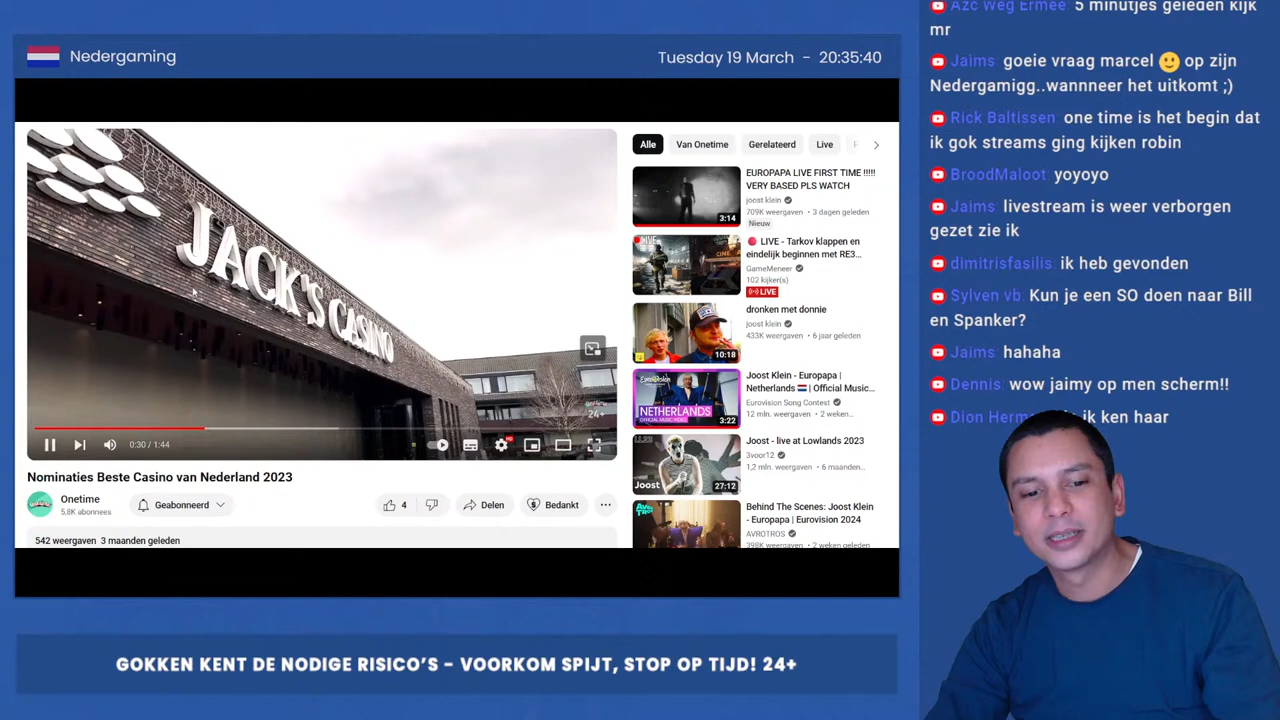 Nedergaming
Tuesday 19 March - 20:35:40
JACK'S CASINO
24+
0:30 / 1:44
Nominaties Beste Casino van Nederland 2023
Onetime
5,8K abonnees
Geabonneerd
4
Delen
Bedankt
542 weergaven 3 maanden geleden
Alle
Van Onetime
Gerelateerd
Live
EUROPAPA LIVE FIRST TIME !!!!!
VERY BASED PLS WATCH
joost klein
709K weergaven • 3 dagen geleden
Nieuw
3:14
LIVE - Tarkov klappen en
eindelijk beginnen met RE3...
GameMeneer
102 kijker(s)
LIVE
dronken met donnie
joost klein
433K weergaven • 6 jaar geleden
10:18
Joost Klein - Europapa |
Netherlands 🇳🇱 | Official Music...
Eurovision Song Contest
12 mln. weergaven • 2 weken...
NETHERLANDS
3:22
Joost - live at Lowlands 2023
3voor12
1,2 mln. weergaven • 6 maanden...
Joost
27:12
Behind The Scenes: Joost Klein
- Europapa | Eurovision 2024
AVROTROS
398K weergaven • 2 weken geleden
GOKKEN KENT DE NODIGE RISICO'S - VOORKOM SPIJT, STOP OP TIJD! 24+
Azc Weg Ermee: 5 minutjes geleden kijk
mr
Jaims: goeie vraag marcel 🙂 op zijn
Nedergamigg..wannneer het uitkomt ;)
Rick Baltissen: one time is het begin dat
ik gok streams ging kijken robin
BroodMaloot: yoyoyo
Jaims: livestream is weer verborgen
gezet zie ik
dimitrisfasilis: ik heb gevonden
Sylven vb: Kun je een SO doen naar Bill
en Spanker?
Jaims: hahaha
Dennis: wow jaimy op men scherm!!
Dion ik ken haar